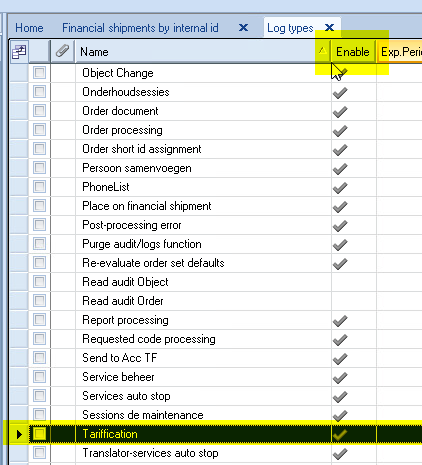 Home Financial shipments by internal id Log types
Name Enable Exp.Peri
Object Change
Onderhoudsessies
Order document
Order processing
Order short id assignment
Persoon samenvoegen
PhoneList
Place on financial shipment
Post-processing error
Purge audit/logs function
Re-evaluate order set defaults
Read audit Object
Read audit Order
Report processing
Requested code processing
Send to Acc TF
Service beheer
Services auto stop
Sessions de maintenance
Tariffication
Translator-services auto stop